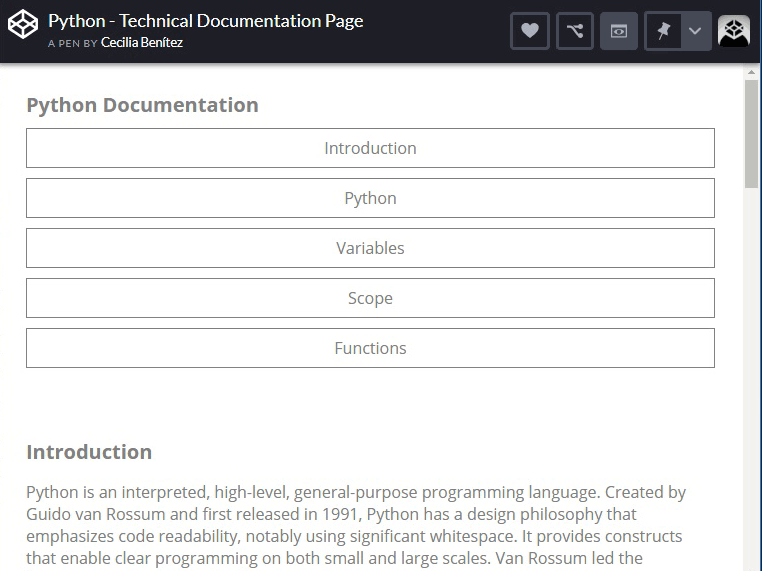 Python - Technical Documentation Page
A PEN BY Cecilia Benítez
Python Documentation
Introduction
Python
Variables
Scope
Functions
Introduction
Python is an interpreted, high-level, general-purpose programming language. Created by
Guido van Rossum and first released in 1991, Python has a design philosophy that
emphasizes code readability, notably using significant whitespace. It provides constructs
that enable clear programming on both small and large scales. Van Rossum led the